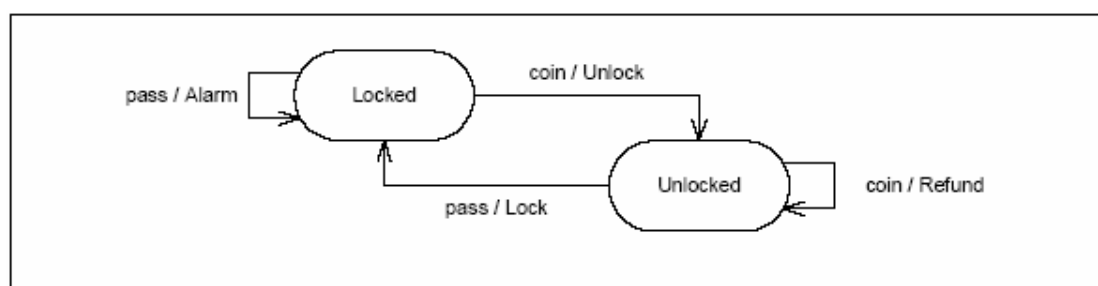 coin / Unlock
pass / Alarm
Locked
Unlocked
coin / Refund
pass / Lock